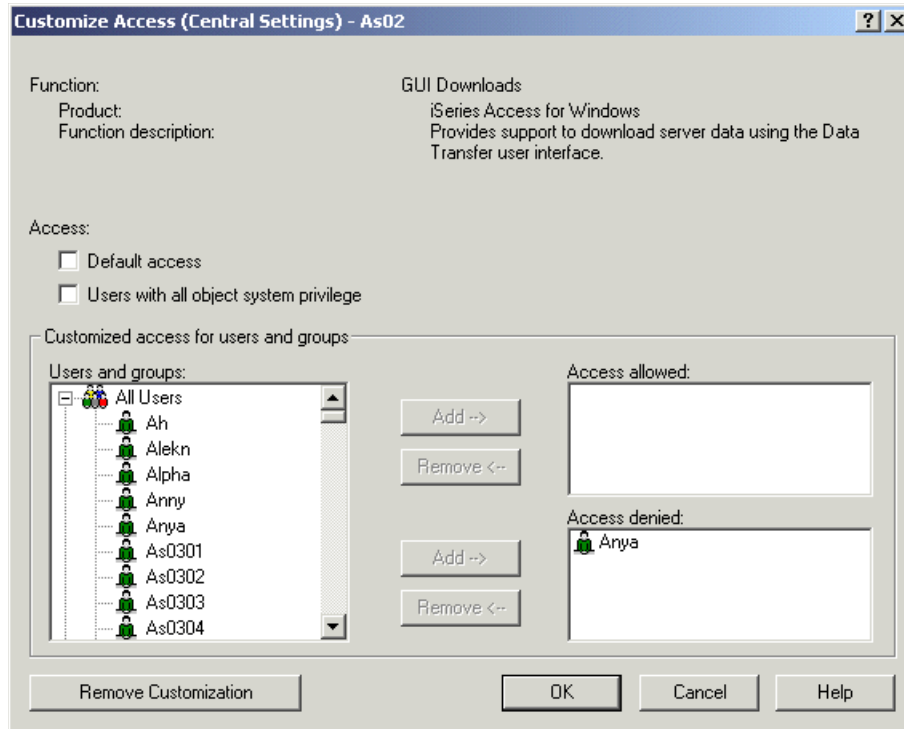 Customize Access (Central Settings) - As02
Function:
GUI Downloads
Product:
iSeries Access for Windows
Function description:
Provides support to download server data using the Data
Transfer user interface.
Access:
Default access
Users with all object system privilege
Customized access for users and groups
Users and groups:
All Users
Ah
Alekn
Alpha
Anny
Anya
As0301
As0302
As0303
As0304
Add -->
Remove <--
Add -->
Remove <--
Access allowed:
Access denied:
Anya
Remove Customization
OK
Cancel
Help